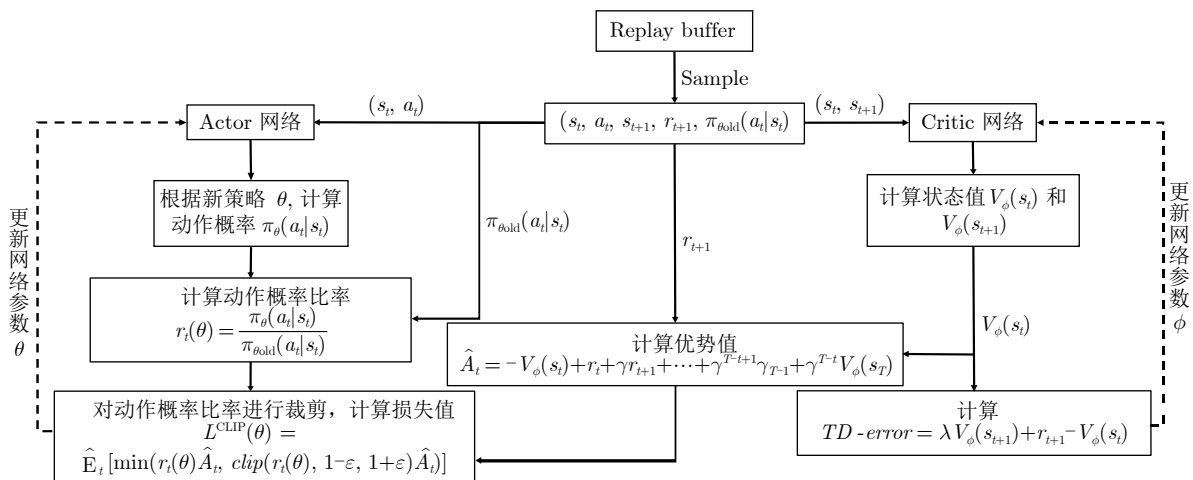 Replay buffer
Sample
(s_t, a_t)
(s_t, s_{t+1})
Actor 网络
(s_t, a_t, s_{t+1}, r_{t+1}, π_{θold}(a_t|s_t)
Critic 网络
根据新策略 θ, 计算
动作概率 π_θ(a_t|s_t)
π_{θold}(a_t|s_t)
r_{t+1}
计算状态值 V_ϕ(s_t) 和
V_ϕ(s_{t+1})
更新网络参数 θ
更新网络参数 ϕ
计算动作概率比率
r_t(θ) = π_θ(a_t|s_t) / π_{θold}(a_t|s_t)
V_ϕ(s_t)
计算优势值
Â_t = −V_ϕ(s_t)+r_t+γr_{t+1}+⋯+γ^{T−t+1}γ_{T−1}+γ^{T−t}V_ϕ(s_T)
对动作概率比率进行裁剪，计算损失值
L^{CLIP}(θ) =
Ê_t[min(r_t(θ)Â_t, clip(r_t(θ), 1−ε, 1+ε)Â_t)]
计算
TD-error = λV_ϕ(s_{t+1})+r_{t+1}−V_ϕ(s_t)